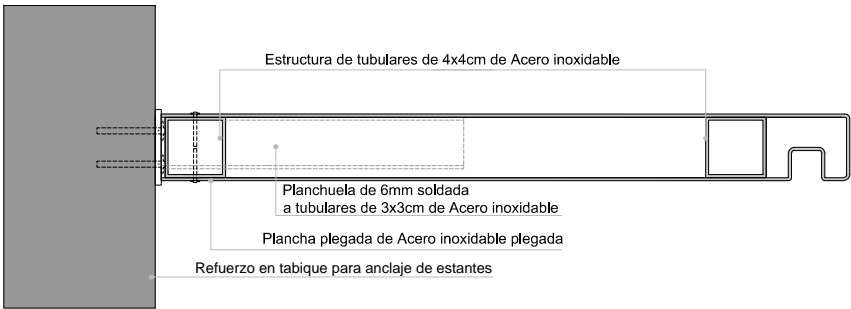 Estructura de tubulares de 4x4cm de Acero inoxidable
Planchuela de 6mm soldada
a tubulares de 3x3cm de Acero inoxidable
Plancha plegada de Acero inoxidable plegada
Refuerzo en tabique para anclaje de estantes